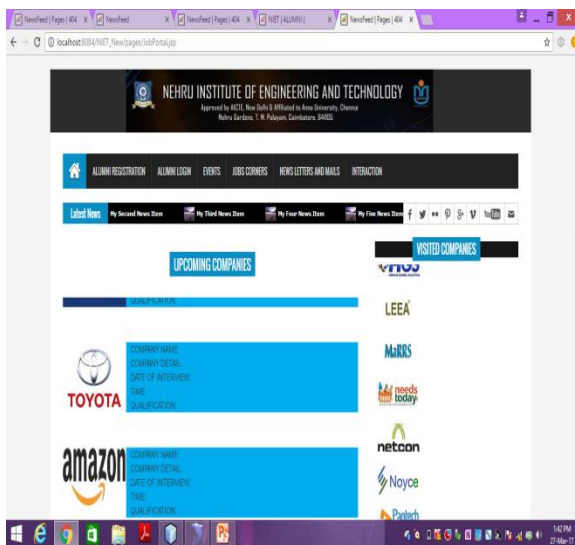 NewsFeed | Pages | 404
NewsFeed
NewsFeed | Pages | 404
NIET | ALUMNI |
NewsFeed | Pages | 404
localhost:8084/NIET_New/pages/JobPortal.jsp
NEHRU INSTITUTE OF ENGINEERING AND TECHNOLOGY
Approved by AICTE, New Delhi & Affiliated to Anna University, Chennai
Nehru Gardens, T. M. Palayam, Coimbatore, 641105
ALUMNI REGISTRATION ALUMNI LOGIN EVENTS JOBS CORNERS NEWS LETTERS AND MAILS INTERACTION
Latest News My Second News Item My Third News Item My Four News Item My Five News Item
UPCOMING COMPANIES
VISITED COMPANIES
QUALIFICATION:
COMPANY NAME:
COMPANY DETAIL:
DATE OF INTERVIEW:
TIME:
QUALIFICATION:
TOYOTA
COMPANY NAME:
COMPANY DETAIL:
DATE OF INTERVIEW:
TIME:
QUALIFICATION:
amazon
LEEA
MaRRS
needs
today
netcon
Noyce
Pantech
1:42 PM
27-Mar-17